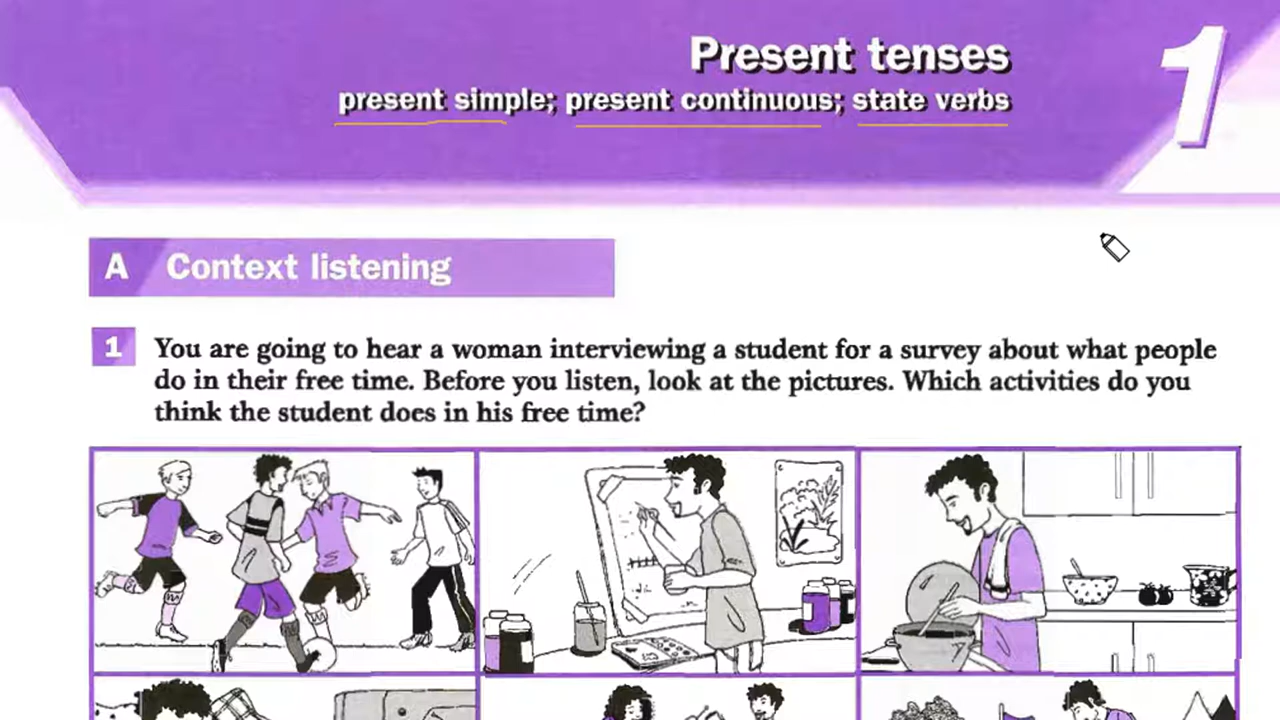 Present tenses
1
present simple; present continuous; state verbs
A Context listening
1 You are going to hear a woman interviewing a student for a survey about what people
do in their free time. Before you listen, look at the pictures. Which activities do you
think the student does in his free time?